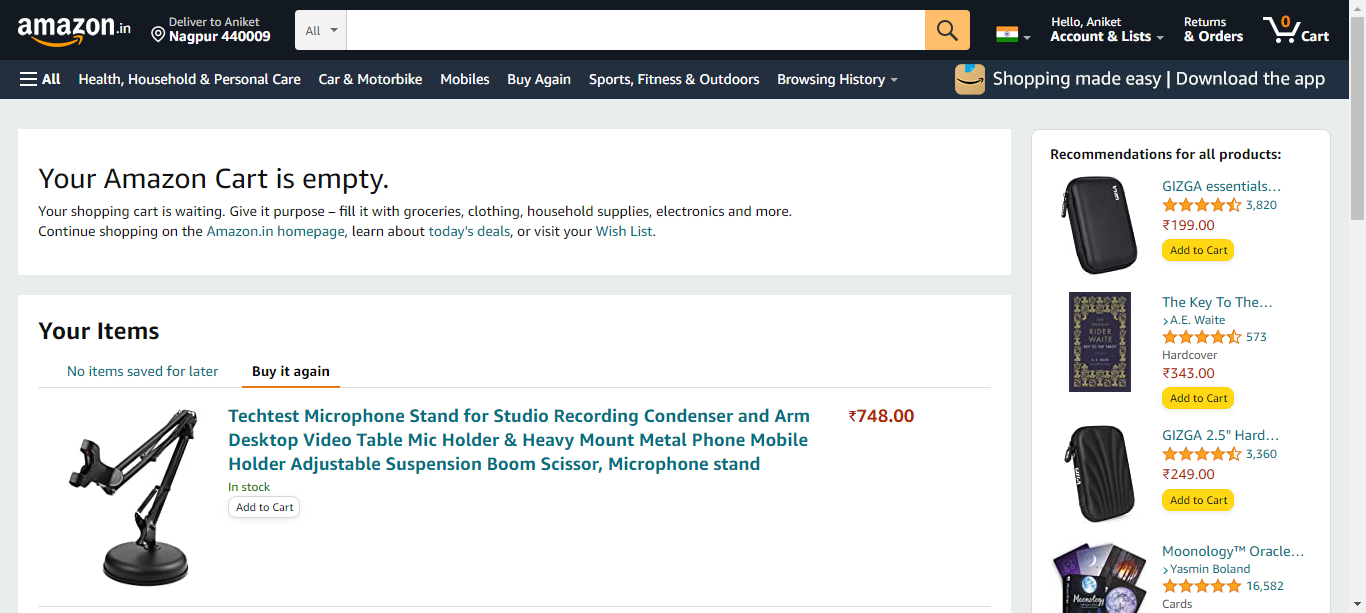 amazon.in
Deliver to Aniket
Nagpur 440009
All
Hello, Aniket
Account & Lists
Returns
& Orders
0
Cart
All
Health, Household & Personal Care
Car & Motorbike
Mobiles
Buy Again
Sports, Fitness & Outdoors
Browsing History
Shopping made easy | Download the app
Your Amazon Cart is empty.
Your shopping cart is waiting. Give it purpose – fill it with groceries, clothing, household supplies, electronics and more.
Continue shopping on the Amazon.in homepage, learn about today's deals, or visit your Wish List.
Your Items
No items saved for later
Buy it again
Techtest Microphone Stand for Studio Recording Condenser and Arm
Desktop Video Table Mic Holder & Heavy Mount Metal Phone Mobile
Holder Adjustable Suspension Boom Scissor, Microphone stand
₹748.00
In stock
Add to Cart
Recommendations for all products:
GIZGA essentials…
3,820
₹199.00
Add to Cart
RIDER
WAITE
The Key To The…
A.E. Waite
573
Hardcover
₹343.00
Add to Cart
GIZGA 2.5" Hard…
3,360
₹249.00
Add to Cart
Moonology
Moonology™ Oracle…
Yasmin Boland
16,582
Cards